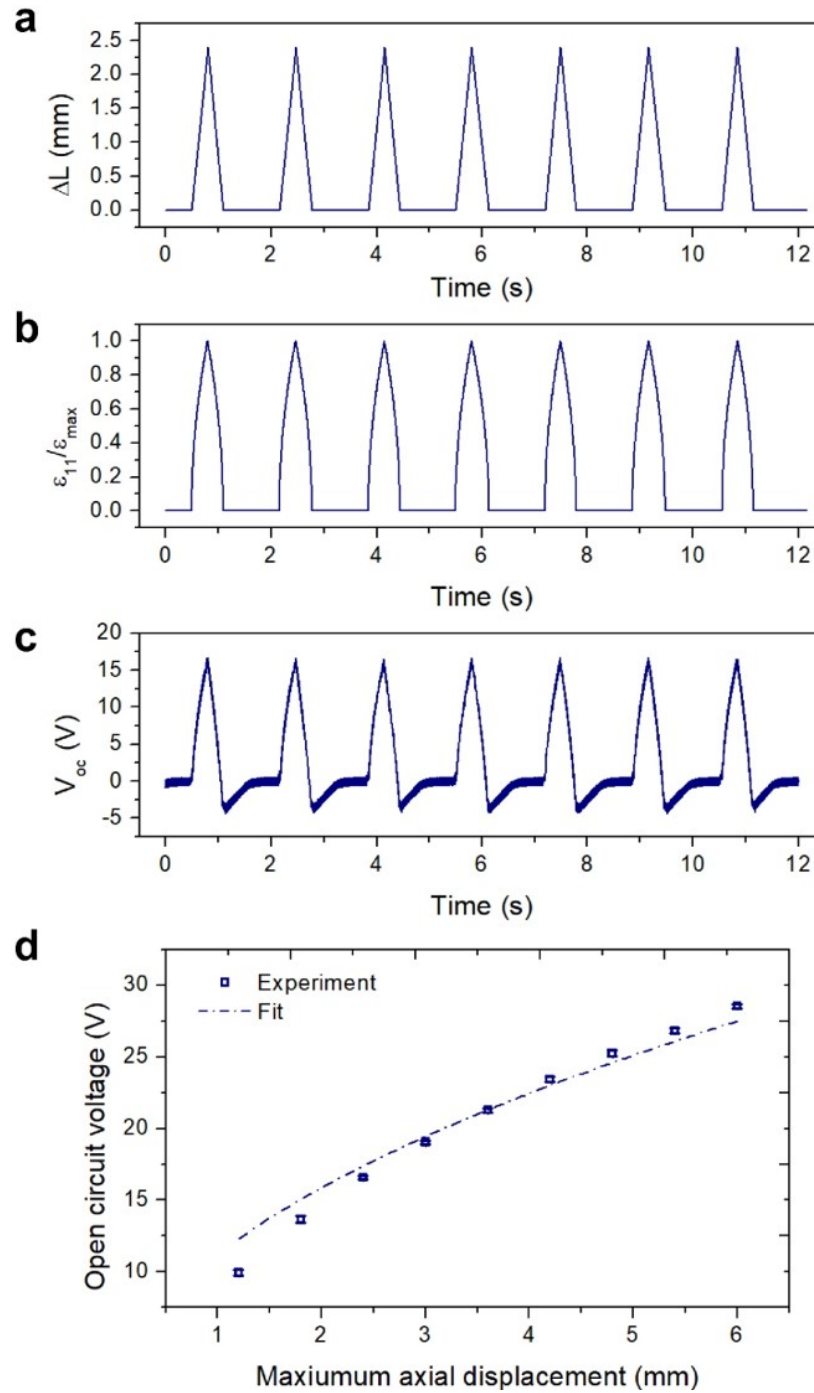 a
2.5
2.0
1.5
1.0
0.5
0.0
ΔL (mm)
0 2 4 6 8 10 12
Time (s)
b
1.0
0.8
0.6
0.4
0.2
0.0
ε11/εmax
0 2 4 6 8 10 12
Time (s)
c
20
15
10
5
0
-5
Voc (V)
0 2 4 6 8 10 12
Time (s)
d
Experiment
Fit
30
25
20
15
10
Open circuit voltage (V)
1 2 3 4 5 6
Maxiumum axial displacement (mm)